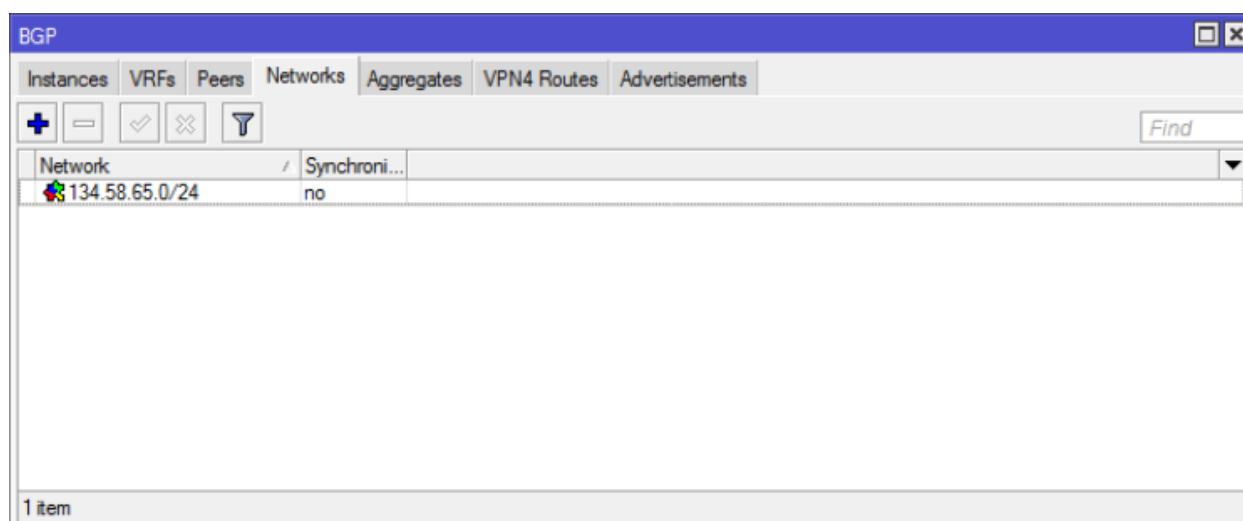 BGP
Instances VRFs Peers Networks Aggregates VPN4 Routes Advertisements
Find
Network Synchroni...
134.58.65.0/24 no
1 item